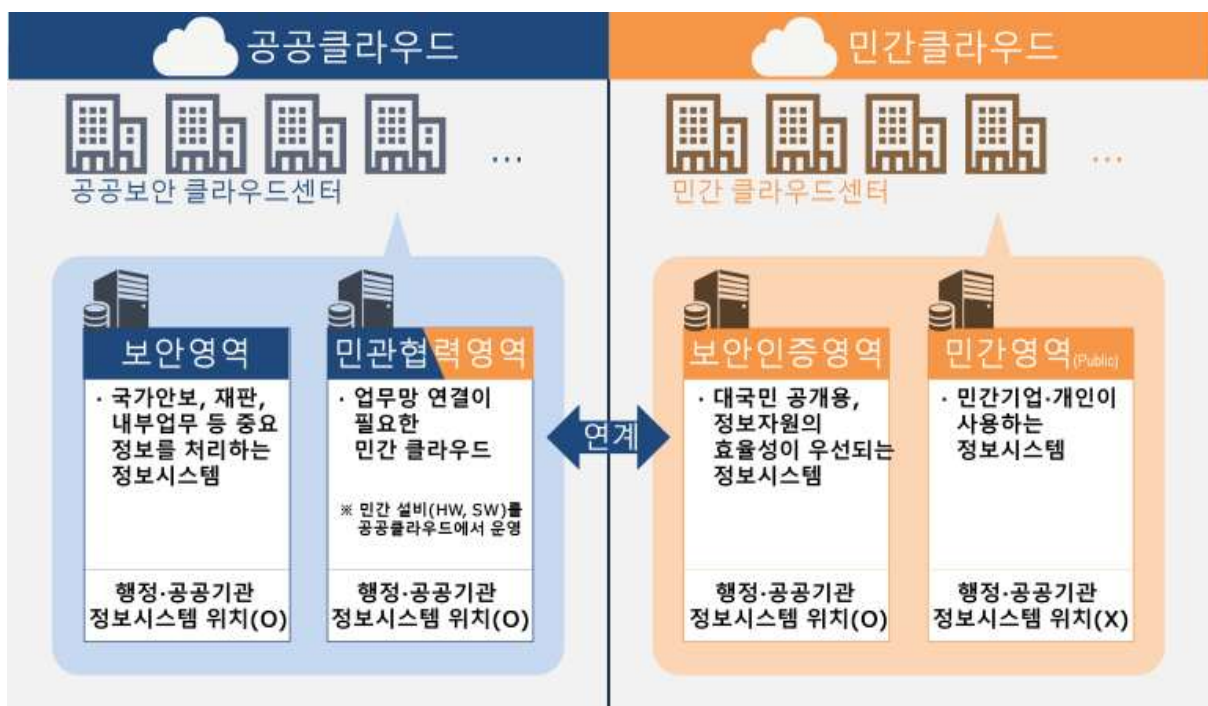 공공클라우드
민간클라우드
...
공공보안 클라우드센터
...
민간 클라우드센터
보안영역
· 국가안보, 재판,
내부업무 등 중요
정보를 처리하는
정보시스템
행정·공공기관
정보시스템 위치(O)
민관협력영역
· 업무망 연결이
필요한
민간 클라우드
※ 민간 설비(HW, SW)를
공공클라우드에서 운영
행정·공공기관
정보시스템 위치(O)
연계
보안인증영역
· 대국민 공개용,
정보자원의
효율성이 우선되는
정보시스템
행정·공공기관
정보시스템 위치(O)
민간영역(Public)
· 민간기업·개인이
사용하는
정보시스템
행정·공공기관
정보시스템 위치(X)